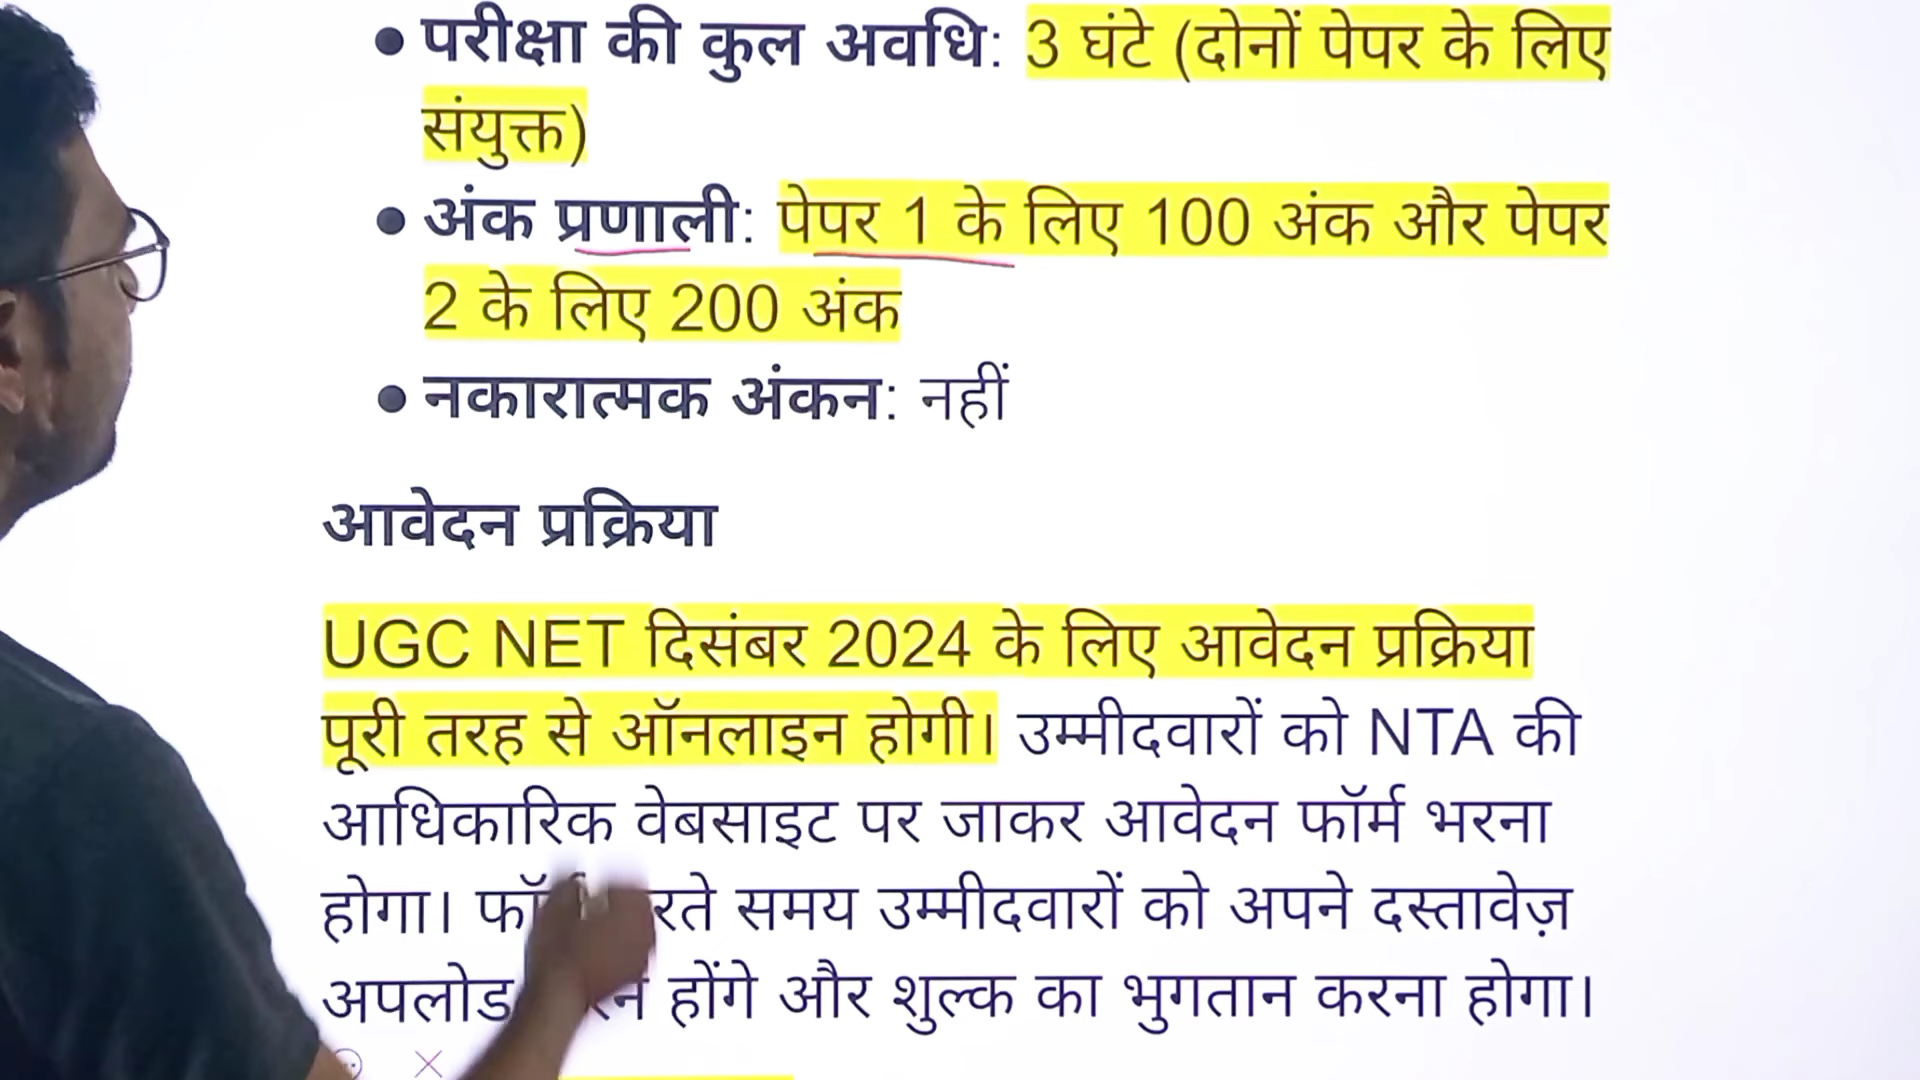 • परीक्षा की कुल अवधि: 3 घंटे (दोनों पेपर के लिए
संयुक्त)
• अंक प्रणाली: पेपर 1 के लिए 100 अंक और पेपर
2 के लिए 200 अंक
• नकारात्मक अंकन: नहीं
आवेदन प्रक्रिया
UGC NET दिसंबर 2024 के लिए आवेदन प्रक्रिया
पूरी तरह से ऑनलाइन होगी। उम्मीदवारों को NTA की
आधिकारिक वेबसाइट पर जाकर आवेदन फॉर्म भरना
होगा। समय उम्मीदवारों को अपने दस्तावेज़
अपलोड होंगे और शुल्क का भुगतान करना होगा।